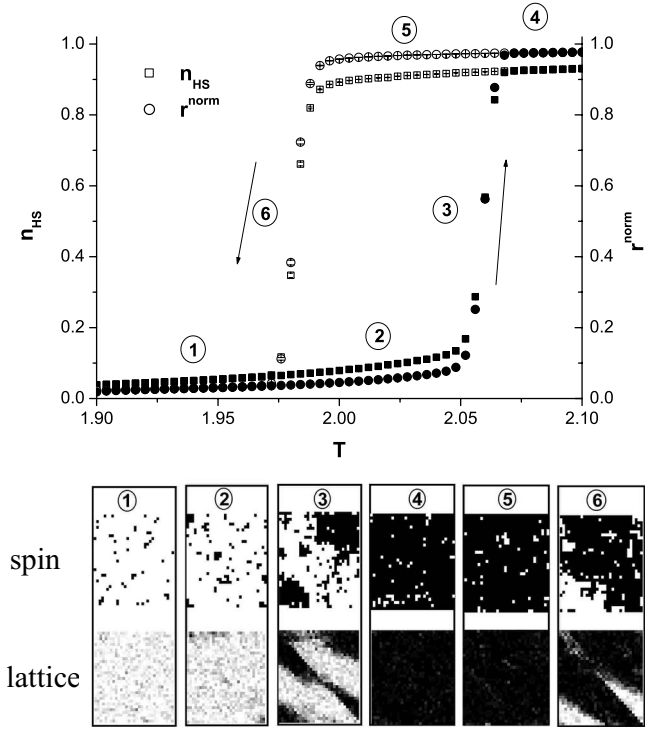 ⑤ ④
1.0 1.0
n_HS
r^norm
0.8 0.8
0.6 0.6
n_HS ⑥ ③ r^norm
0.4 0.4
① ②
0.2 0.2
0.0 0.0
1.90 1.95 2.00 2.05 2.10
T
① ② ③ ④ ⑤ ⑥
spin
lattice